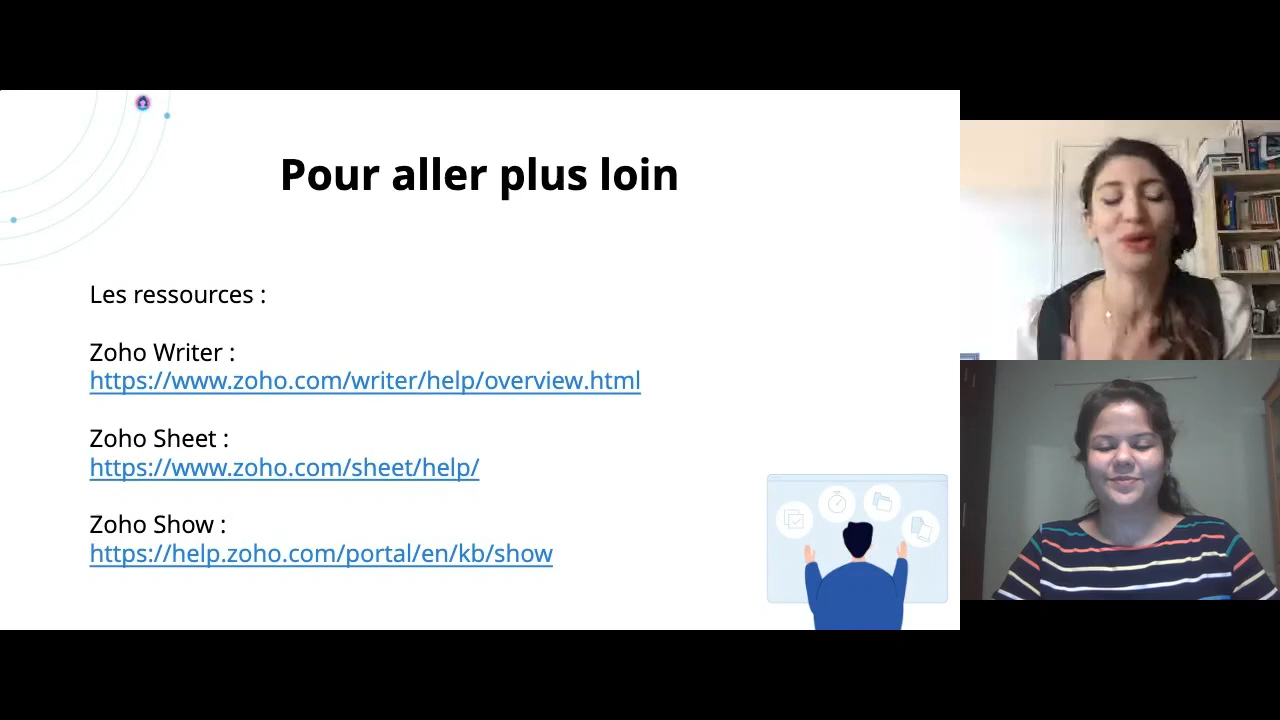 Pour aller plus loin
Les ressources :
Zoho Writer :
https://www.zoho.com/writer/help/overview.html
Zoho Sheet :
https://www.zoho.com/sheet/help/
Zoho Show :
https://help.zoho.com/portal/en/kb/show